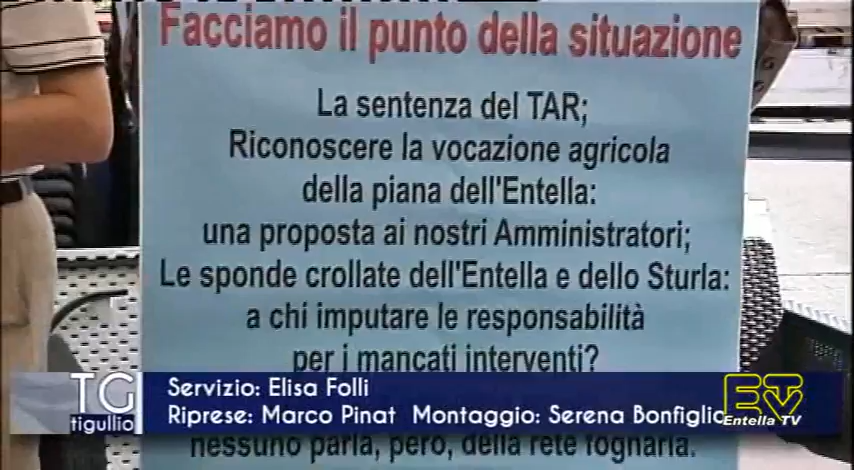 Facciamo il punto della situazione
La sentenza del TAR;
Riconoscere la vocazione agricola
della piana dell'Entella:
una proposta ai nostri Amministratori;
Le sponde crollate dell'Entella e dello Sturla:
a chi imputare le responsabilità
per i mancati interventi?
TG
tigullio
Servizio: Elisa Folli
Riprese: Marco Pinat Montaggio: Serena Bonfiglio
ETV
Entella TV
nessuno parla, però, della rete fognaria.